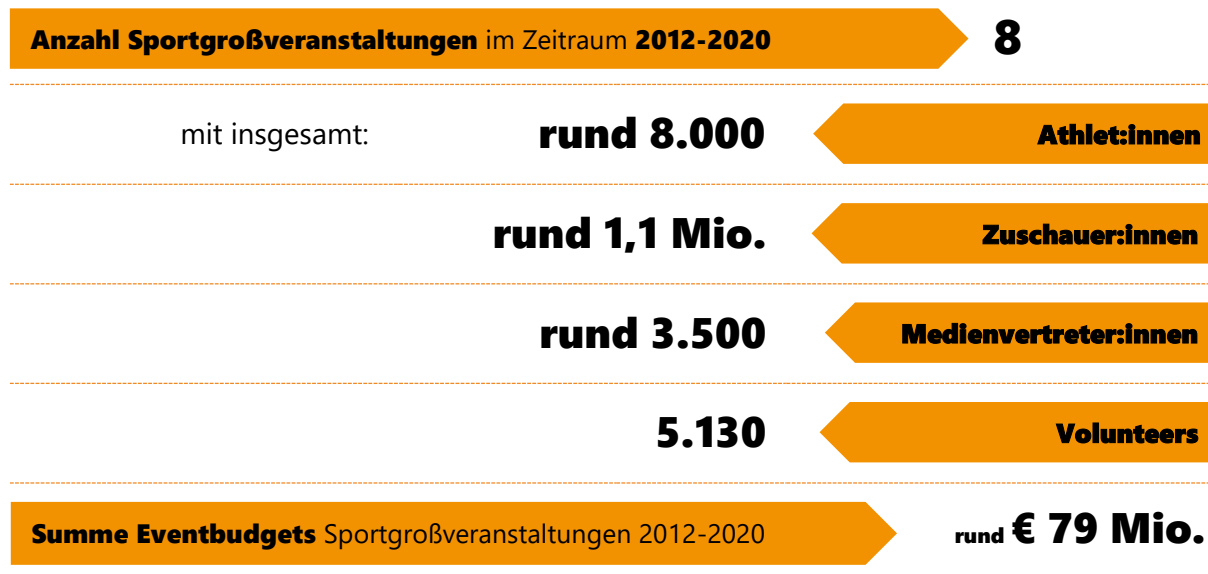 Anzahl Sportgroßveranstaltungen im Zeitraum 2012-2020 8
mit insgesamt: rund 8.000 Athlet:innen
rund 1,1 Mio. Zuschauer:innen
rund 3.500 Medienvertreter:innen
5.130 Volunteers
Summe Eventbudgets Sportgroßveranstaltungen 2012-2020 rund € 79 Mio.